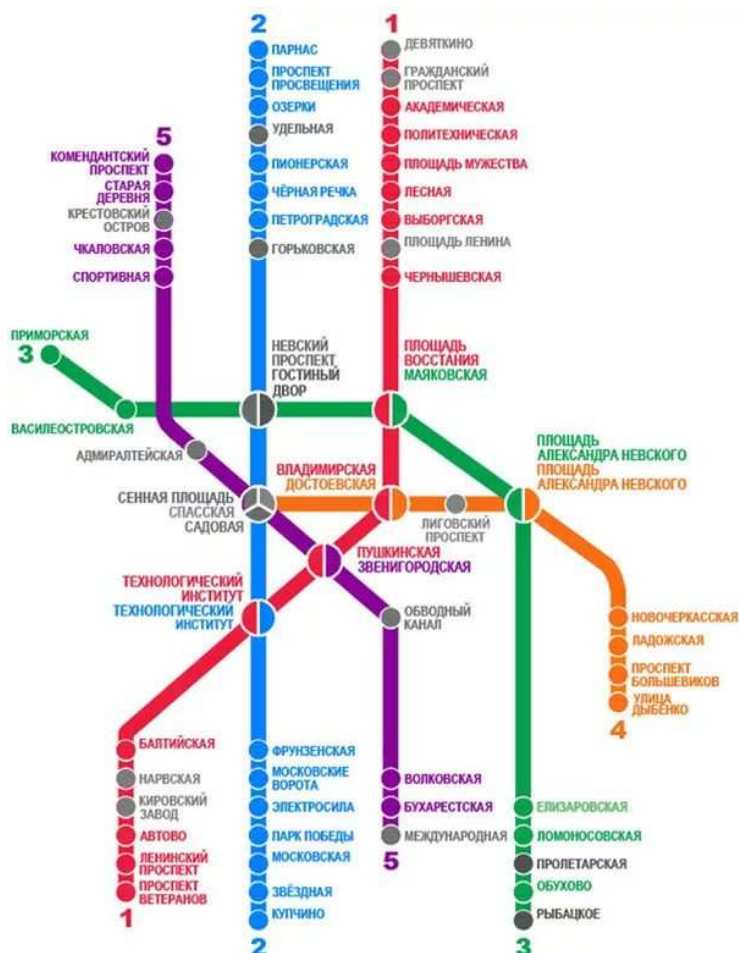 2
ПАРНАС
ПРОСПЕКТ
ПРОСВЕЩЕНИЯ
ОЗЕРКИ
УДЕЛЬНАЯ
ПИОНЕРСКАЯ
ЧЁРНАЯ РЕЧКА
ПЕТРОГРАДСКАЯ
ГОРЬКОВСКАЯ
1
ДЕВЯТКИНО
ГРАЖДАНСКИЙ
ПРОСПЕКТ
АКАДЕМИЧЕСКАЯ
ПОЛИТЕХНИЧЕСКАЯ
ПЛОЩАДЬ МУЖЕСТВА
ЛЕСНАЯ
ВЫБОРГСКАЯ
ПЛОЩАДЬ ЛЕНИНА
ЧЕРНЫШЕВСКАЯ
5
КОМЕНДАНТСКИЙ
ПРОСПЕКТ
СТАРАЯ
ДЕРЕВНЯ
КРЕСТОВСКИЙ
ОСТРОВ
ЧКАЛОВСКАЯ
СПОРТИВНАЯ
ПРИМОРСКАЯ
3
ВАСИЛЕОСТРОВСКАЯ
НЕВСКИЙ
ПРОСПЕКТ
ГОСТИНЫЙ
ДВОР
ПЛОЩАДЬ
ВОССТАНИЯ
МАЯКОВСКАЯ
АДМИРАЛТЕЙСКАЯ
ПЛОЩАДЬ
АЛЕКСАНДРА НЕВСКОГО
ПЛОЩАДЬ
АЛЕКСАНДРА НЕВСКОГО
СЕННАЯ ПЛОЩАДЬ
СПАССКАЯ
САДОВАЯ
ВЛАДИМИРСКАЯ
ДОСТОЕВСКАЯ
ЛИГОВСКИЙ
ПРОСПЕКТ
ПУШКИНСКАЯ
ЗВЕНИГОРОДСКАЯ
ТЕХНОЛОГИЧЕСКИЙ
ИНСТИТУТ
ТЕХНОЛОГИЧЕСКИЙ
ИНСТИТУТ
ОБВОДНЫЙ
КАНАЛ
НОВОЧЕРКАССКАЯ
ЛАДОЖСКАЯ
ПРОСПЕКТ
БОЛЬШЕВИКОВ
УЛИЦА
ДЫБЕНКО
4
БАЛТИЙСКАЯ
НАРВСКАЯ
КИРОВСКИЙ
ЗАВОД
АВТОВО
ЛЕНИНСКИЙ
ПРОСПЕКТ
ПРОСПЕКТ
ВЕТЕРАНОВ
1
ФРУНЗЕНСКАЯ
МОСКОВСКИЕ
ВОРОТА
ЭЛЕКТРОСИЛА
ПАРК ПОБЕДЫ
МОСКОВСКАЯ
ЗВЁЗДНАЯ
КУПЧИНО
2
ВОЛКОВСКАЯ
БУХАРЕСТСКАЯ
МЕЖДУНАРОДНАЯ
5
ЕЛИЗАРОВСКАЯ
ЛОМОНОСОВСКАЯ
ПРОЛЕТАРСКАЯ
ОБУХОВО
РЫБАЦКОЕ
3